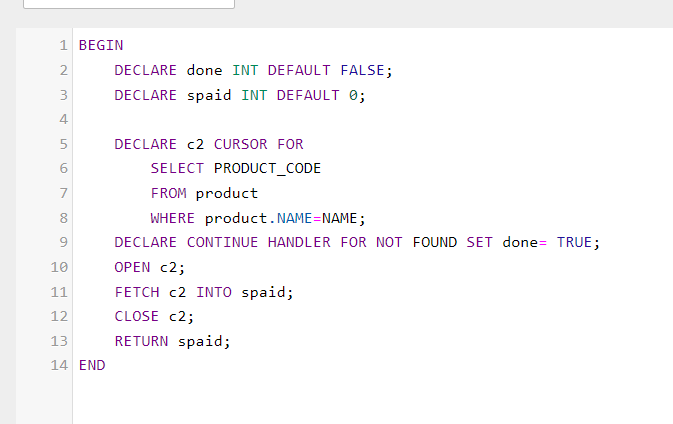 1 BEGIN
2 DECLARE done INT DEFAULT FALSE;
3 DECLARE spaid INT DEFAULT 0;
4
5 DECLARE c2 CURSOR FOR
6 SELECT PRODUCT_CODE
7 FROM product
8 WHERE product.NAME=NAME;
9 DECLARE CONTINUE HANDLER FOR NOT FOUND SET done= TRUE;
10 OPEN c2;
11 FETCH c2 INTO spaid;
12 CLOSE c2;
13 RETURN spaid;
14 END